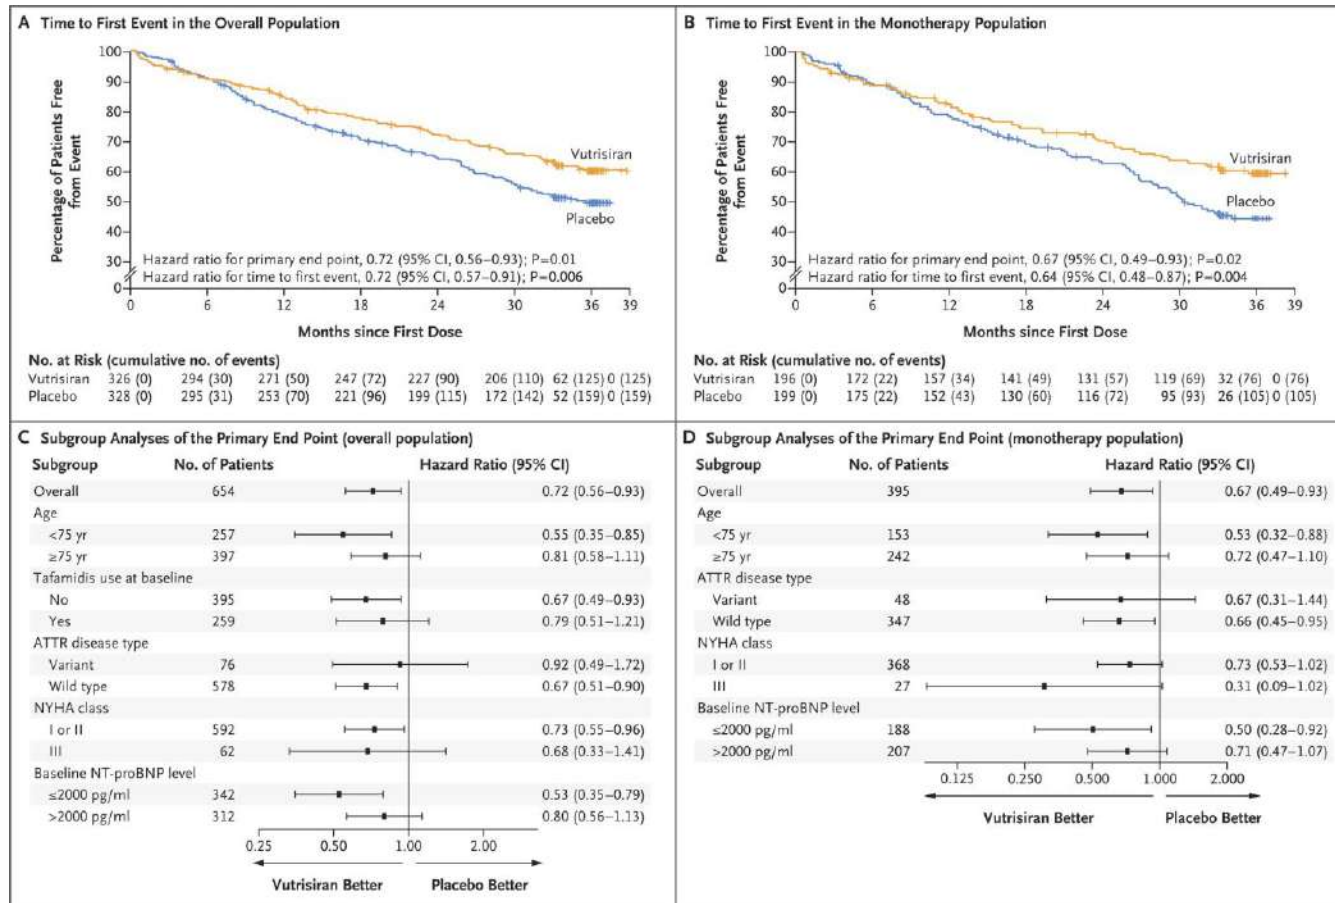 A Time to First Event in the Overall Population
Percentage of Patients Free from Event
100
90
80
70
60
50
40
30
0
Vutrisiran
Placebo
Hazard ratio for primary end point, 0.72 (95% CI, 0.56–0.93); P=0.01
Hazard ratio for time to first event, 0.72 (95% CI, 0.57–0.91); P=0.006
0 6 12 18 24 30 36 39
Months since First Dose
No. at Risk (cumulative no. of events)
Vutrisiran 326 (0) 294 (30) 271 (50) 247 (72) 227 (90) 206 (110) 62 (125) 0 (125)
Placebo 328 (0) 295 (31) 253 (70) 221 (96) 199 (115) 172 (142) 52 (159) 0 (159)
B Time to First Event in the Monotherapy Population
Percentage of Patients Free from Event
100
90
80
70
60
50
40
30
0
Vutrisiran
Placebo
Hazard ratio for primary end point, 0.67 (95% CI, 0.49–0.93); P=0.02
Hazard ratio for time to first event, 0.64 (95% CI, 0.48–0.87); P=0.004
0 6 12 18 24 30 36 39
Months since First Dose
No. at Risk (cumulative no. of events)
Vutrisiran 196 (0) 172 (22) 157 (34) 141 (49) 131 (57) 119 (69) 32 (76) 0 (76)
Placebo 199 (0) 175 (22) 152 (43) 130 (60) 116 (72) 95 (93) 26 (105) 0 (105)
C Subgroup Analyses of the Primary End Point (overall population)
Subgroup No. of Patients Hazard Ratio (95% CI)
Overall 654 0.72 (0.56–0.93)
Age
<75 yr 257 0.55 (0.35–0.85)
≥75 yr 397 0.81 (0.58–1.11)
Tafamidis use at baseline
No 395 0.67 (0.49–0.93)
Yes 259 0.79 (0.51–1.21)
ATTR disease type
Variant 76 0.92 (0.49–1.72)
Wild type 578 0.67 (0.51–0.90)
NYHA class
I or II 592 0.73 (0.55–0.96)
III 62 0.68 (0.33–1.41)
Baseline NT-proBNP level
≤2000 pg/ml 342 0.53 (0.35–0.79)
>2000 pg/ml 312 0.80 (0.56–1.13)
0.25 0.50 1.00 2.00
Vutrisiran Better Placebo Better
D Subgroup Analyses of the Primary End Point (monotherapy population)
Subgroup No. of Patients Hazard Ratio (95% CI)
Overall 395 0.67 (0.49–0.93)
Age
<75 yr 153 0.53 (0.32–0.88)
≥75 yr 242 0.72 (0.47–1.10)
ATTR disease type
Variant 48 0.67 (0.31–1.44)
Wild type 347 0.66 (0.45–0.95)
NYHA class
I or II 368 0.73 (0.53–1.02)
III 27 0.31 (0.09–1.02)
Baseline NT-proBNP level
≤2000 pg/ml 188 0.50 (0.28–0.92)
>2000 pg/ml 207 0.71 (0.47–1.07)
0.125 0.250 0.500 1.000 2.000
Vutrisiran Better Placebo Better